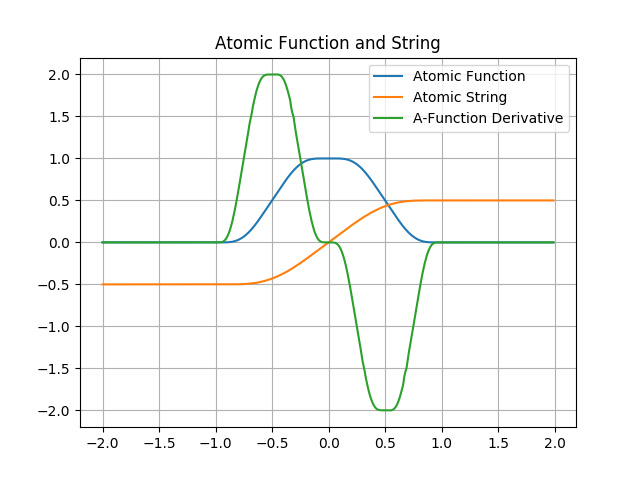 Atomic Function and String
Atomic Function
Atomic String
A-Function Derivative
2.0
1.5
1.0
0.5
0.0
−0.5
−1.0
−1.5
−2.0
−2.0 −1.5 −1.0 −0.5 0.0 0.5 1.0 1.5 2.0